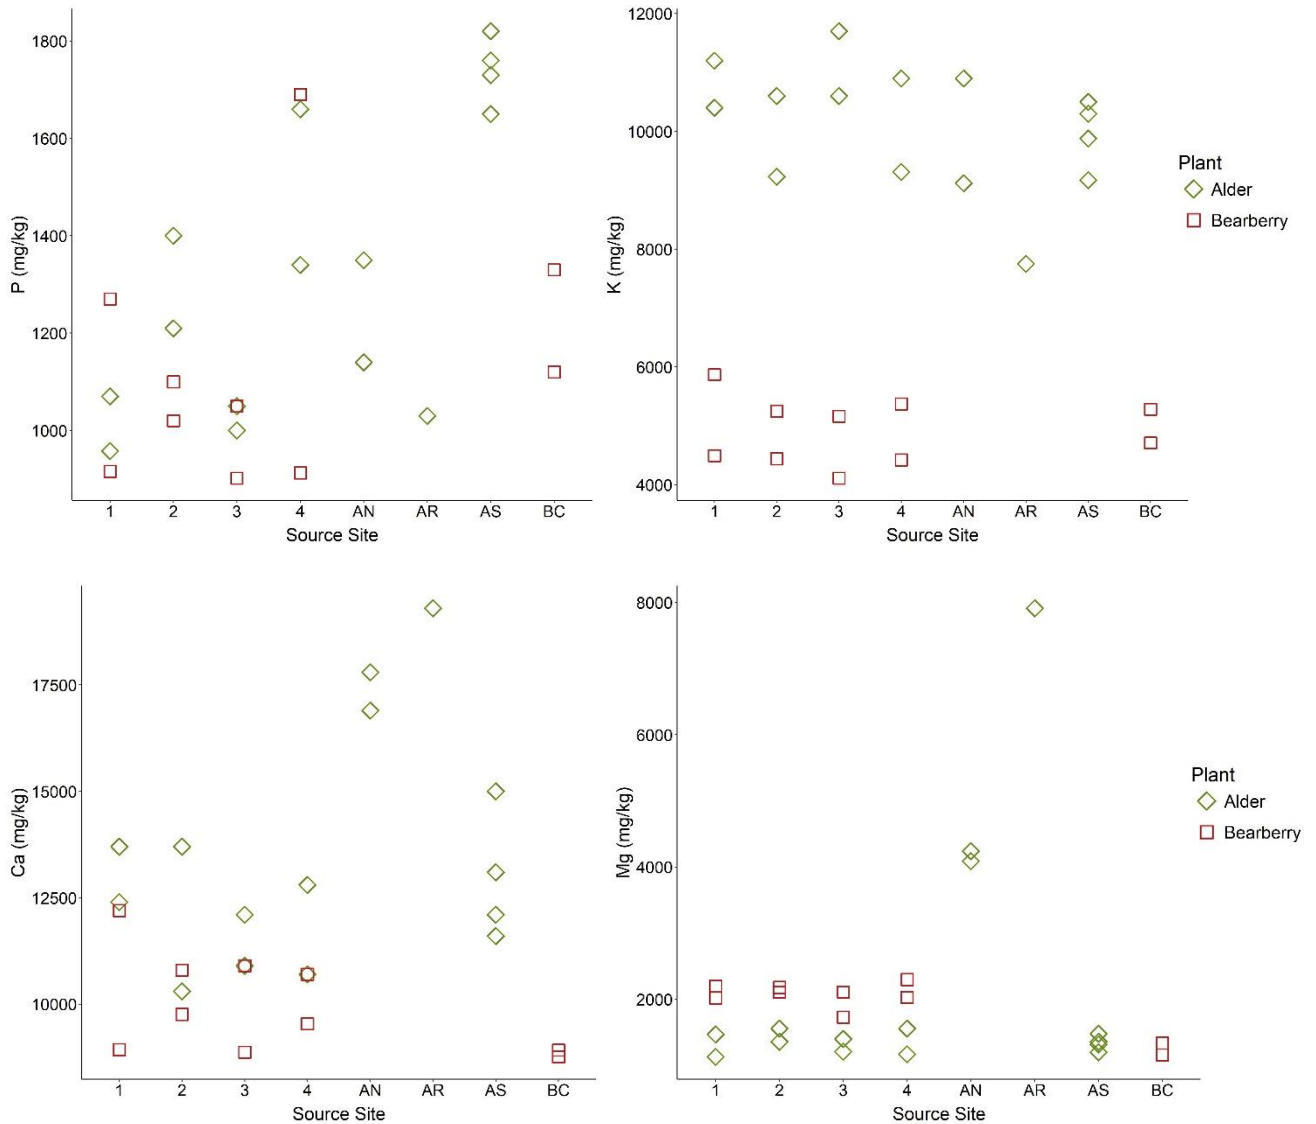 1800
1600
1400
1200
1000
P (mg/kg)
1 2 3 4 AN AR AS BC
Source Site
12000
10000
8000
6000
4000
K (mg/kg)
1 2 3 4 AN AR AS BC
Source Site
Plant
Alder
Bearberry
17500
15000
12500
10000
Ca (mg/kg)
1 2 3 4 AN AR AS BC
Source Site
8000
6000
4000
2000
Mg (mg/kg)
1 2 3 4 AN AR AS BC
Source Site
Plant
Alder
Bearberry